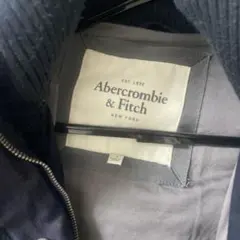 EST. 1892
Abercrombie
& Fitch
NEW YORK